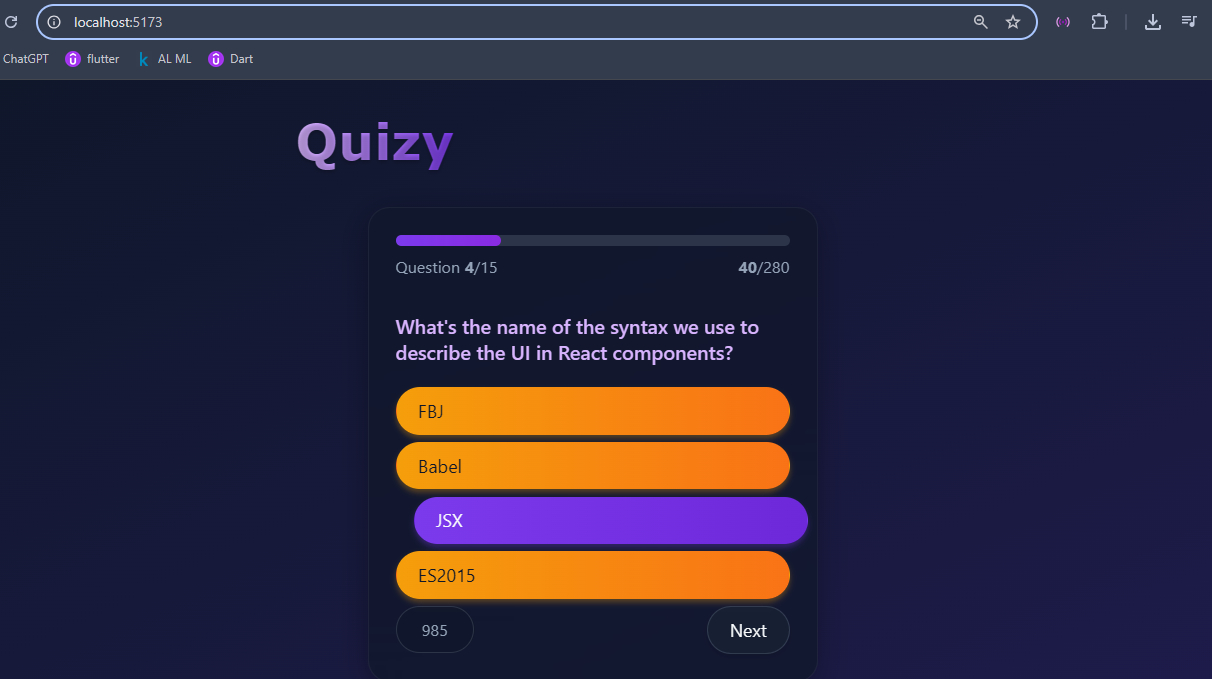 localhost:5173
ChatGPT flutter AL ML Dart
Quizy
Question 4/15 40/280
What's the name of the syntax we use to
describe the UI in React components?
FBJ
Babel
JSX
ES2015
985 Next